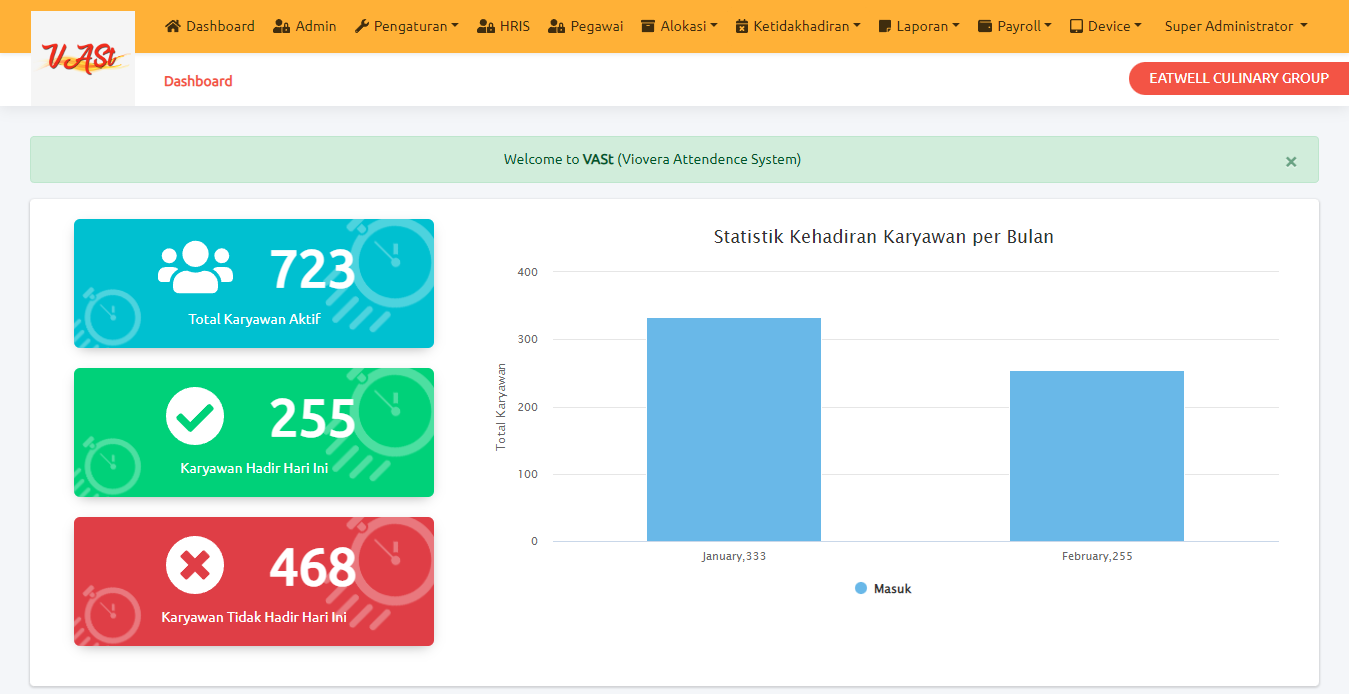 VASt
Dashboard Admin Pengaturan HRIS Pegawai Alokasi Ketidakhadiran Laporan Payroll Device Super Administrator
Dashboard
EATWELL CULINARY GROUP
Welcome to VASt (Viovera Attendence System)
×
723
Total Karyawan Aktif
255
Karyawan Hadir Hari Ini
468
Karyawan Tidak Hadir Hari Ini
Statistik Kehadiran Karyawan per Bulan
Total Karyawan
400
300
200
100
0
January,333 February,255
Masuk